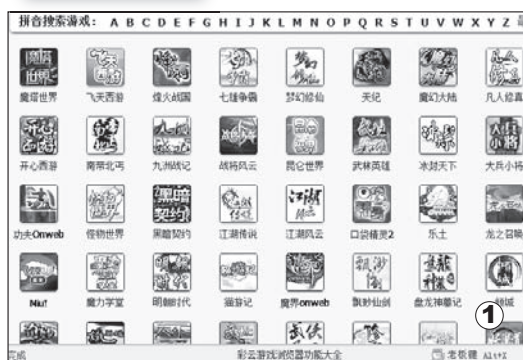 拼音搜索游戏: A B C D E F G H I J K L M N O P Q R S T U V W X Y Z
魔塔世界 飞天西游 烽火战国 七雄争霸 梦幻修仙 天纪 魔幻大陆 凡人修真
开心西游 南帝北丐 九洲战记 战将风云 昆仑世界 武林英雄 冰封天下 大兵小将
功夫Onweb 怪物世界 黑暗契约 江湖传说 江湖风云 口袋精灵2 乐土 龙之召唤
Niu! 魔力学堂 明朝时代 猫游记 魔界onweb 飘渺仙剑 盘龙神墓记 倾城
①
完成 彩云游戏浏览器功能大全 老板键 Alt+Z